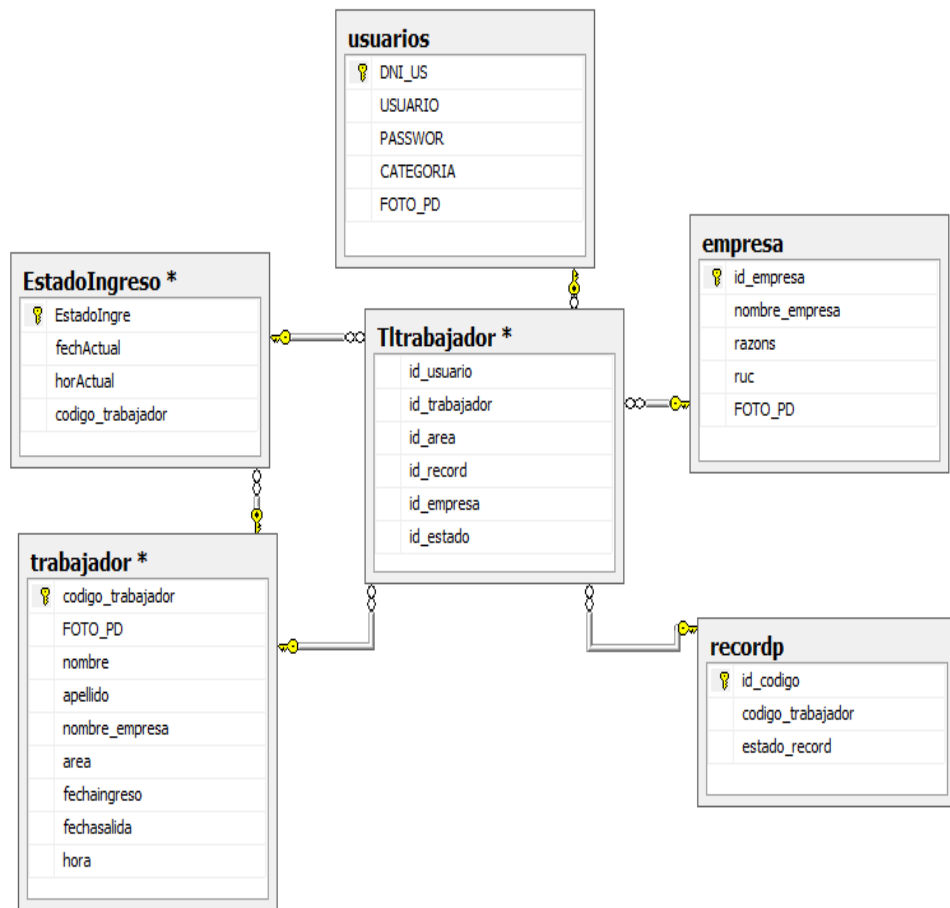 usuarios
DNI_US
USUARIO
PASSWOR
CATEGORIA
FOTO_PD
empresa
id_empresa
nombre_empresa
razons
ruc
FOTO_PD
EstadoIngreso *
EstadoIngre
fechActual
horActual
codigo_trabajador
Tltrabajador *
id_usuario
id_trabajador
id_area
id_record
id_empresa
id_estado
trabajador *
codigo_trabajador
FOTO_PD
nombre
apellido
nombre_empresa
area
fechaingreso
fechasalida
hora
recordp
id_codigo
codigo_trabajador
estado_record